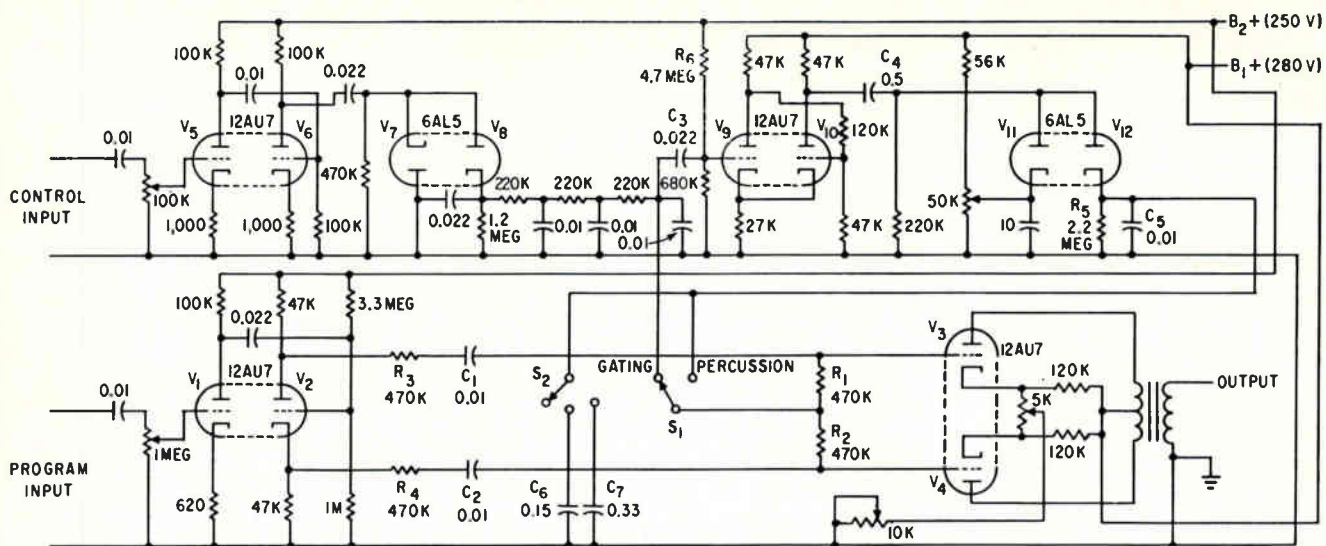 B₂+(250 V)
B₁+(280 V)
100K
100K
0.01
0.022
R₆
4.7 MEG
47K
47K
C₄
0.5
56K
V₅
12AU7
V₆
V₇
6AL5
V₈
C₃
0.022
V₉
12AU7
V₁₀
120K
V₁₁
6AL5
V₁₂
0.01
CONTROL
INPUT
100K
470K
220K
220K
220K
680K
50K
1,000
1,000
100K
0.022
1.2
MEG
0.01
0.01
0.01
27K
47K
220K
10
R₅
2.2
MEG
C₅
0.01
100K
47K
3.3 MEG
0.022
V₁
12AU7
V₂
R₃
470K
C₁
0.01
S₂
GATING
PERCUSSION
S₁
R₁
470K
R₂
470K
V₃
12AU7
V₄
120K
5K
120K
OUTPUT
0.01
PROGRAM
INPUT
1MEG
620
47K
1M
R₄
470K
C₂
0.01
C₆
0.15
C₇
0.33
10K